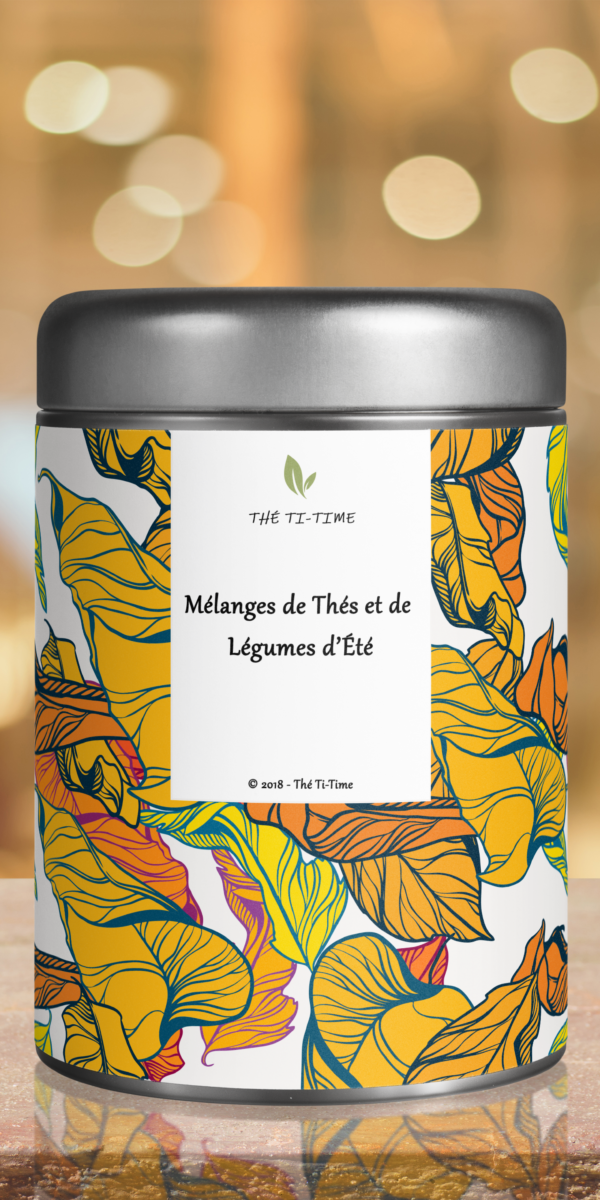 THÉ TI-TIME
Mélanges de Thés et de
Légumes d’Été
© 2018 - Thé Ti-Time